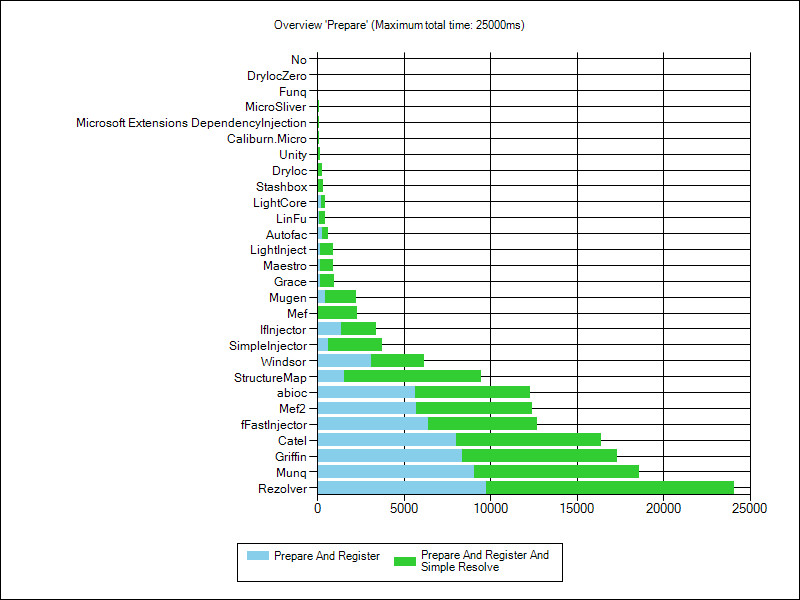 Overview 'Prepare' (Maximum total time: 25000ms)
No
DryIocZero
Funq
MicroSliver
Microsoft Extensions DependencyInjection
Caliburn.Micro
Unity
DryIoc
Stashbox
LightCore
LinFu
Autofac
LightInject
Maestro
Grace
Mugen
Mef
IfInjector
SimpleInjector
Windsor
StructureMap
abioc
Mef2
fFastInjector
Catel
Griffin
Munq
Rezolver
0 5000 10000 15000 20000 25000
Prepare And Register
Prepare And Register And
Simple Resolve